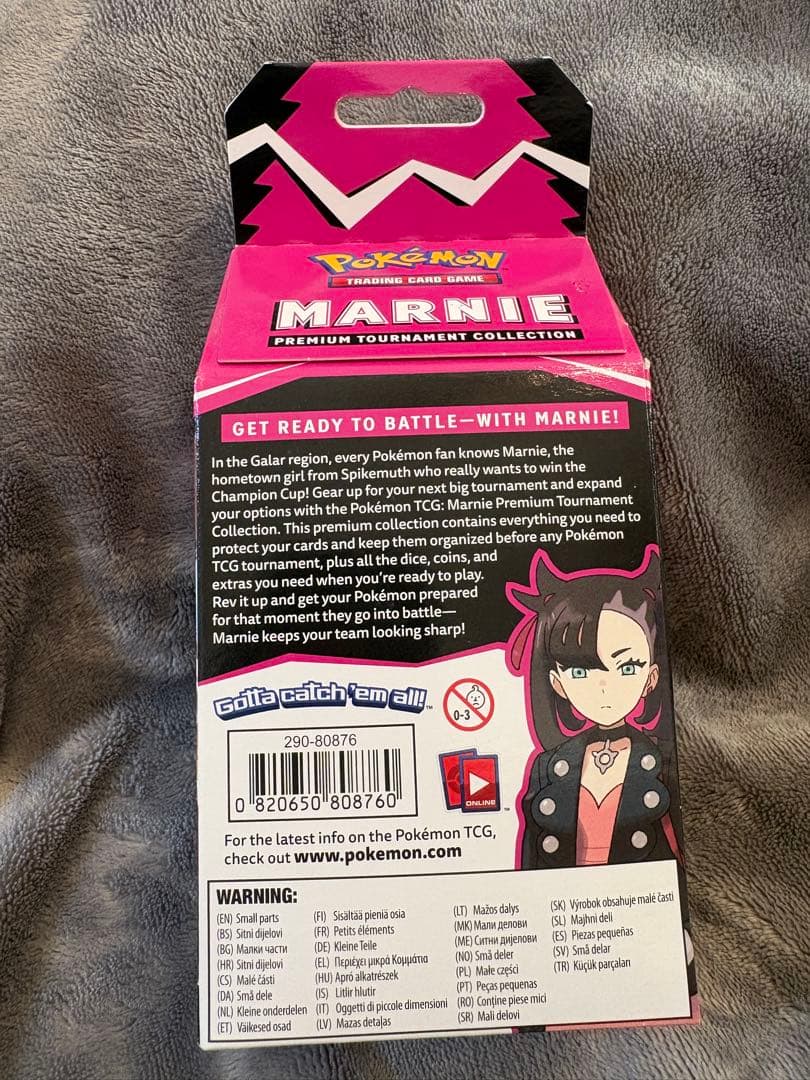 POKéMON
TRADING CARD GAME
MARNIE
PREMIUM TOURNAMENT COLLECTION
GET READY TO BATTLE—WITH MARNIE!
In the Galar region, every Pokémon fan knows Marnie, the
hometown girl from Spikemuth who really wants to win the
Champion Cup! Gear up for your next big tournament and expand
your options with the Pokémon TCG: Marnie Premium Tournament
Collection. This premium collection contains everything you need to
protect your cards and keep them organized before any Pokémon
TCG tournament, plus all the dice, coins, and
extras you need when you're ready to play.
Rev it up and get your Pokémon prepared
for that moment they go into battle—
Marnie keeps your team looking sharp!
Gotta catch 'em all!™
0-3
290-80876
0 820650 808760
ONLINE
™
For the latest info on the Pokémon TCG,
check out www.pokemon.com
WARNING:
(EN) Small parts
(BS) Sitni dijelovi
(BG) Малки части
(HR) Sitni dijelovi
(CS) Malé části
(DA) Små dele
(NL) Kleine onderdelen
(ET) Väikesed osad
(FI) Sisältää pieniä osia
(FR) Petits éléments
(DE) Kleine Teile
(EL) Περιέχει μικρά Κομμάτια
(HU) Apró alkatrészek
(IS) Litlir hlutir
(IT) Oggetti di piccole dimensioni
(LV) Mazas detaļas
(LT) Mažos dalys
(MK) Мали делови
(ME) Ситни дијелови
(NO) Små deler
(PL) Małe części
(PT) Peças pequenas
(RO) Conține piese mici
(SR) Mali delovi
(SK) Výrobok obsahuje malé časti
(SL) Majhni deli
(ES) Piezas pequeñas
(SV) Små delar
(TR) Küçük parçaları